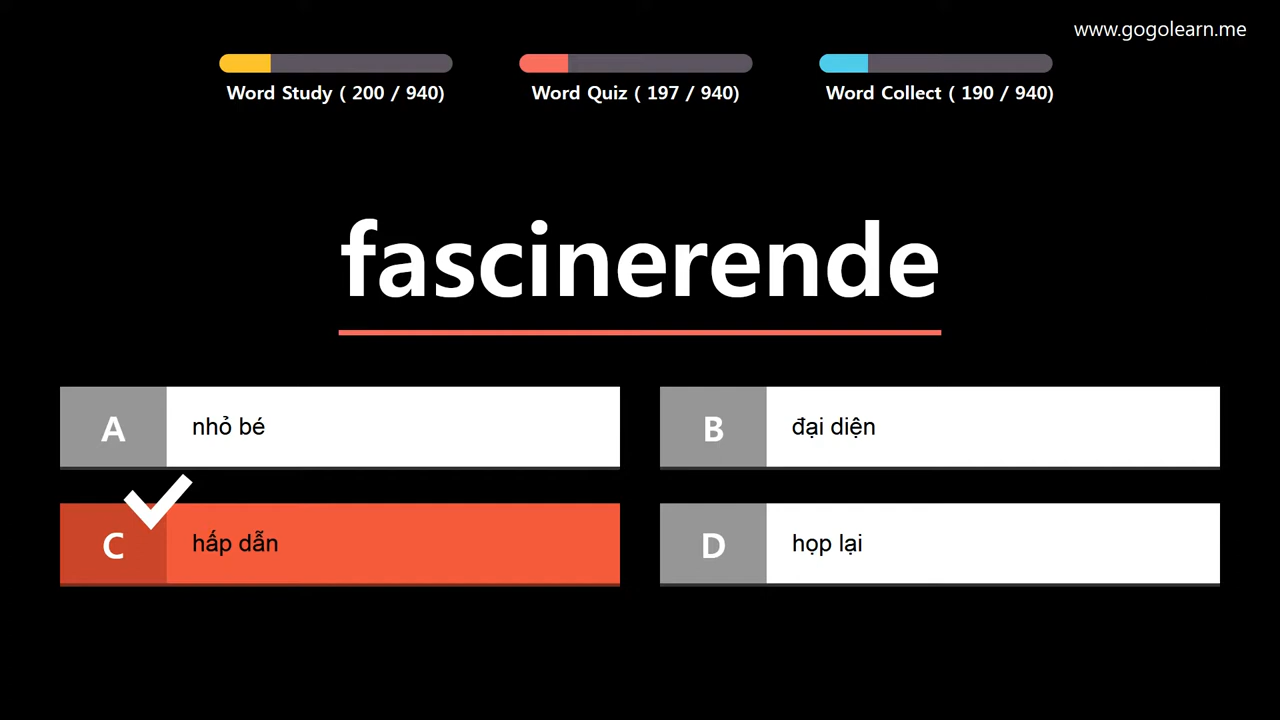 www.gogolearn.me
Word Study ( 200 / 940)
Word Quiz ( 197 / 940)
Word Collect ( 190 / 940)
fascinerende
A
nhỏ bé
B
đại diện
C
hấp dẫn
D
họp lại